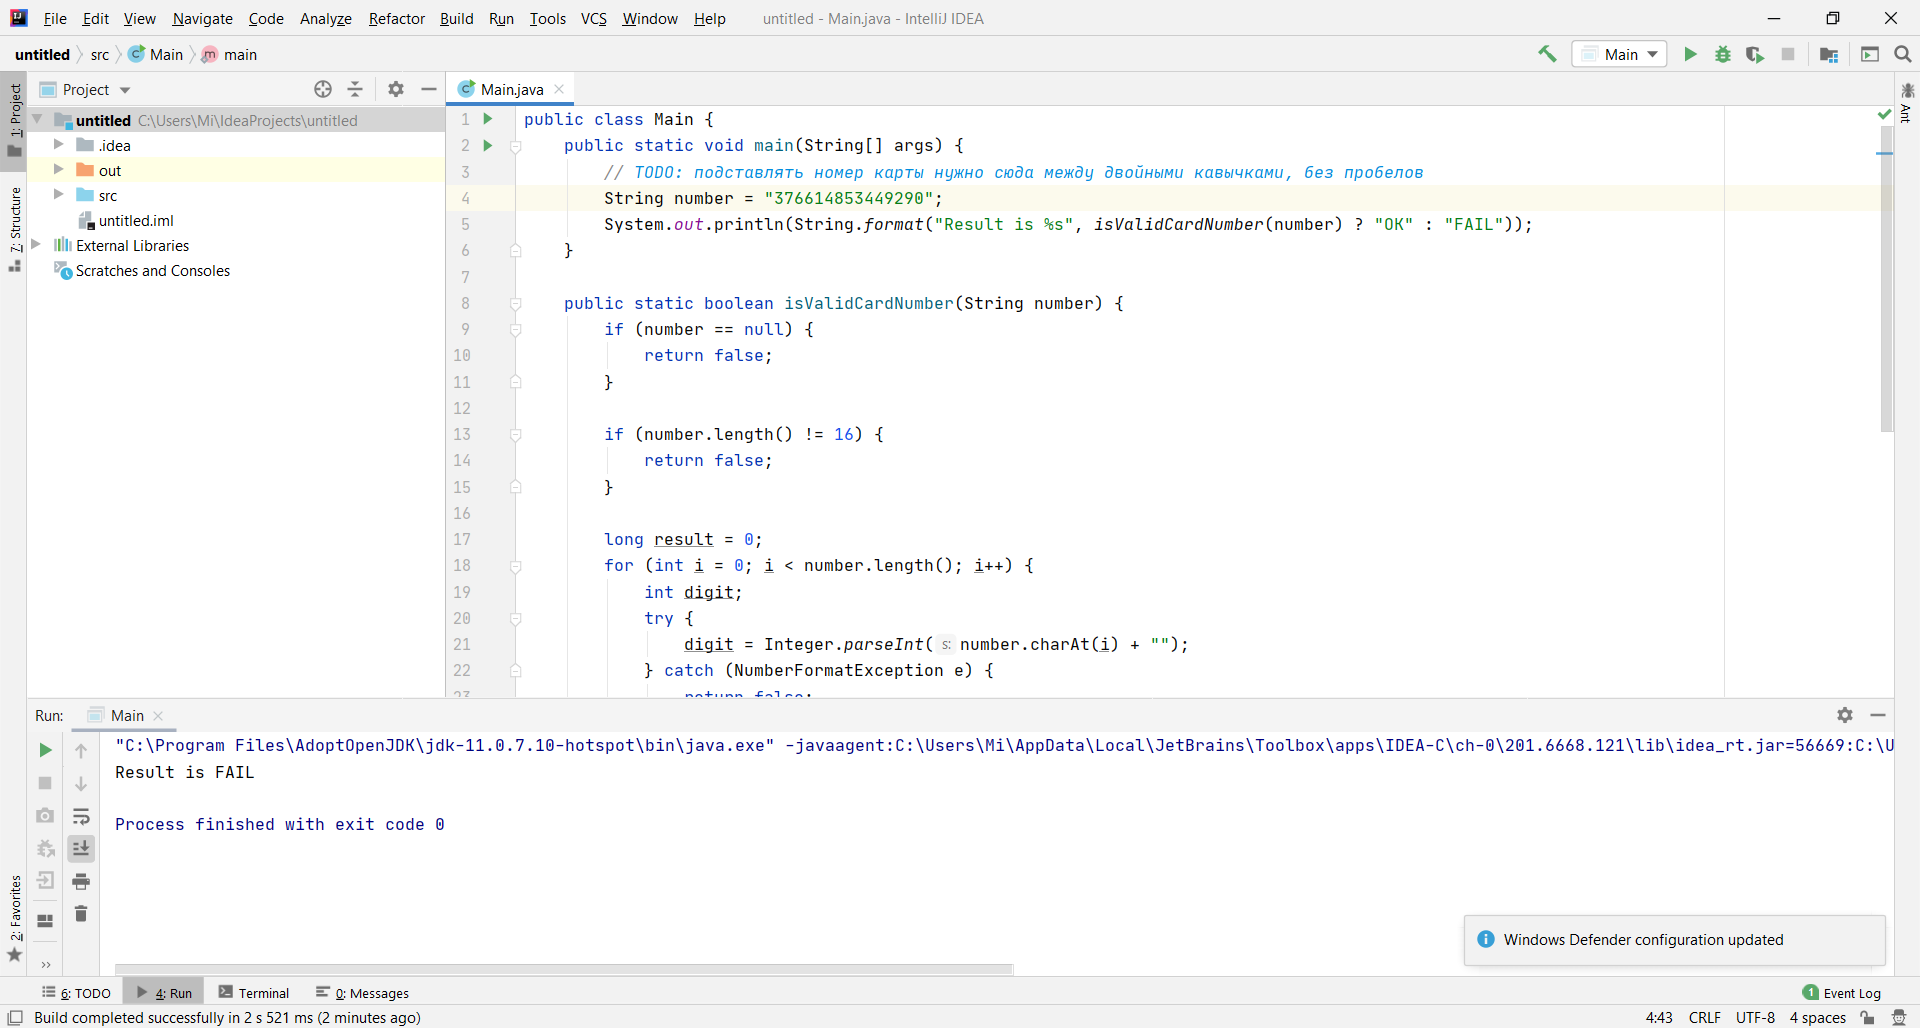 File Edit View Navigate Code Analyze Refactor Build Run Tools VCS Window Help untitled - Main.java - IntelliJ IDEA
untitled src Main main Main
Project Main.java
1: Project
7: Structure
2: Favorites
Ant
untitled C:\Users\Mi\IdeaProjects\untitled
.idea
out
src
untitled.iml
External Libraries
Scratches and Consoles
1 public class Main {
2 public static void main(String[] args) {
3 // TODO: подставлять номер карты нужно сюда между двойными кавычками, без пробелов
4 String number = "376614853449290";
5 System.out.println(String.format("Result is %s", isValidCardNumber(number) ? "OK" : "FAIL"));
6 }
7
8 public static boolean isValidCardNumber(String number) {
9 if (number == null) {
10 return false;
11 }
12
13 if (number.length() != 16) {
14 return false;
15 }
16
17 long result = 0;
18 for (int i = 0; i < number.length(); i++) {
19 int digit;
20 try {
21 digit = Integer.parseInt( s: number.charAt(i) + "");
22 } catch (NumberFormatException e) {
23 return false;
Run: Main
"C:\Program Files\AdoptOpenJDK\jdk-11.0.7.10-hotspot\bin\java.exe" -javaagent:C:\Users\Mi\AppData\Local\JetBrains\Toolbox\apps\IDEA-C\ch-0\201.6668.121\lib\idea_rt.jar=56669:C:\U
Result is FAIL
Process finished with exit code 0
Windows Defender configuration updated
6: TODO 4: Run Terminal 0: Messages 1 Event Log
Build completed successfully in 2 s 521 ms (2 minutes ago) 4:43 CRLF UTF-8 4 spaces